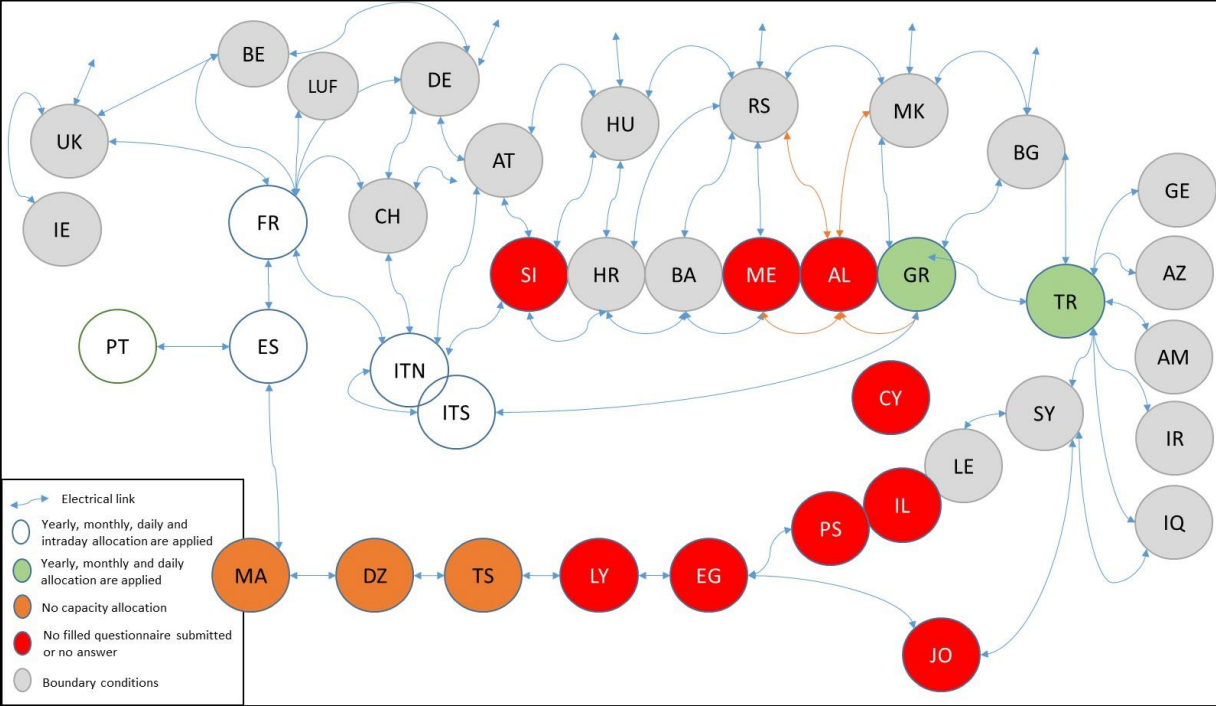 BE
DE
LUF
RS
MK
HU
UK
BG
AT
GE
CH
FR
IE
SI
HR
BA
ME
AL
GR
AZ
TR
PT
ES
AM
ITN
CY
ITS
SY
IR
LE
IL
PS
IQ
Electrical link
Yearly, monthly, daily and
intraday allocation are applied
Yearly, monthly and daily
allocation are applied
No capacity allocation
No filled questionnaire submitted
or no answer
Boundary conditions
MA
DZ
TS
LY
EG
JO